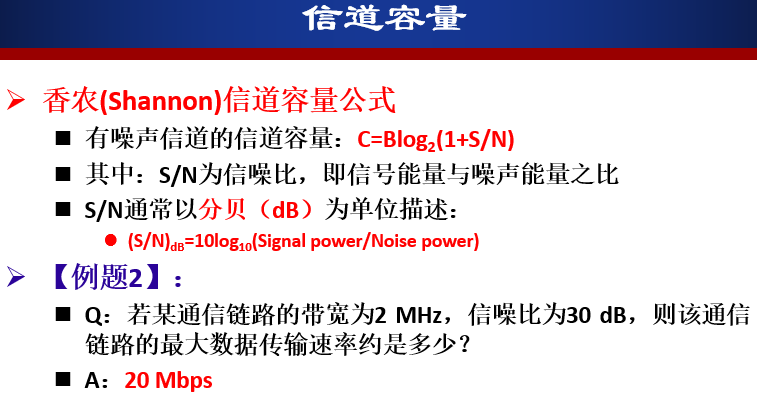 信道容量
香农(Shannon)信道容量公式
有噪声信道的信道容量：C=Blog₂(1+S/N)
其中：S/N为信噪比，即信号能量与噪声能量之比
S/N通常以分贝（dB）为单位描述：
(S/N)dB=10log₁₀(Signal power/Noise power)
【例题2】：
Q：若某通信链路的带宽为2 MHz，信噪比为30 dB，则该通信
链路的最大数据传输速率约是多少？
A：20 Mbps